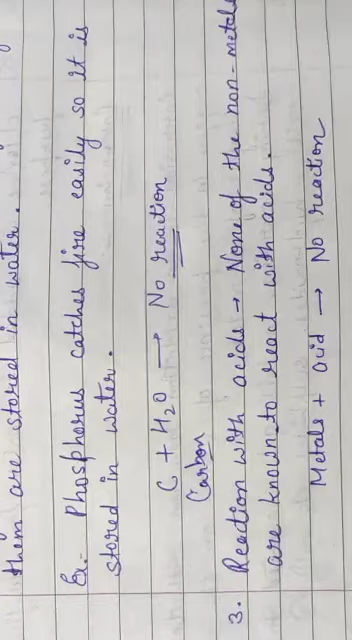 them are stored in water.
Ex:- Phosphorus catches fire easily so it is
stored in water.
C + H2O → No reaction
Carbon
3. Reaction with acids → None of the non-metals
are known to react with acids.
Metals + acid → No reaction